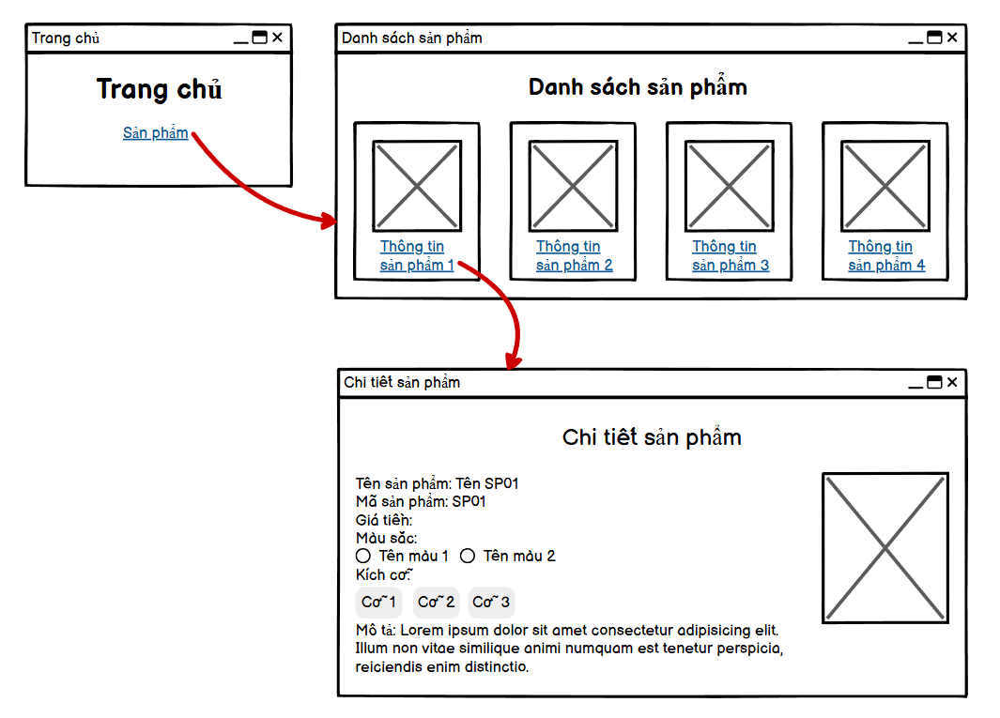 Trang chủ
Trang chủ
Sản phẩm
Danh sách sản phẩm
Danh sách sản phẩm
Thông tin
sản phẩm 1
Thông tin
sản phẩm 2
Thông tin
sản phẩm 3
Thông tin
sản phẩm 4
Chi tiết sản phẩm
Chi tiết sản phẩm
Tên sản phẩm: Tên SP01
Mã sản phẩm: SP01
Giá tiền:
Màu sắc:
Tên màu 1 Tên màu 2
Kích cỡ:
Cỡ 1 Cỡ 2 Cỡ 3
Mô tả: Lorem ipsum dolor sit amet consectetur adipisicing elit.
Illum non vitae similique animi numquam est tenetur perspicia,
reiciendis enim distinctio.